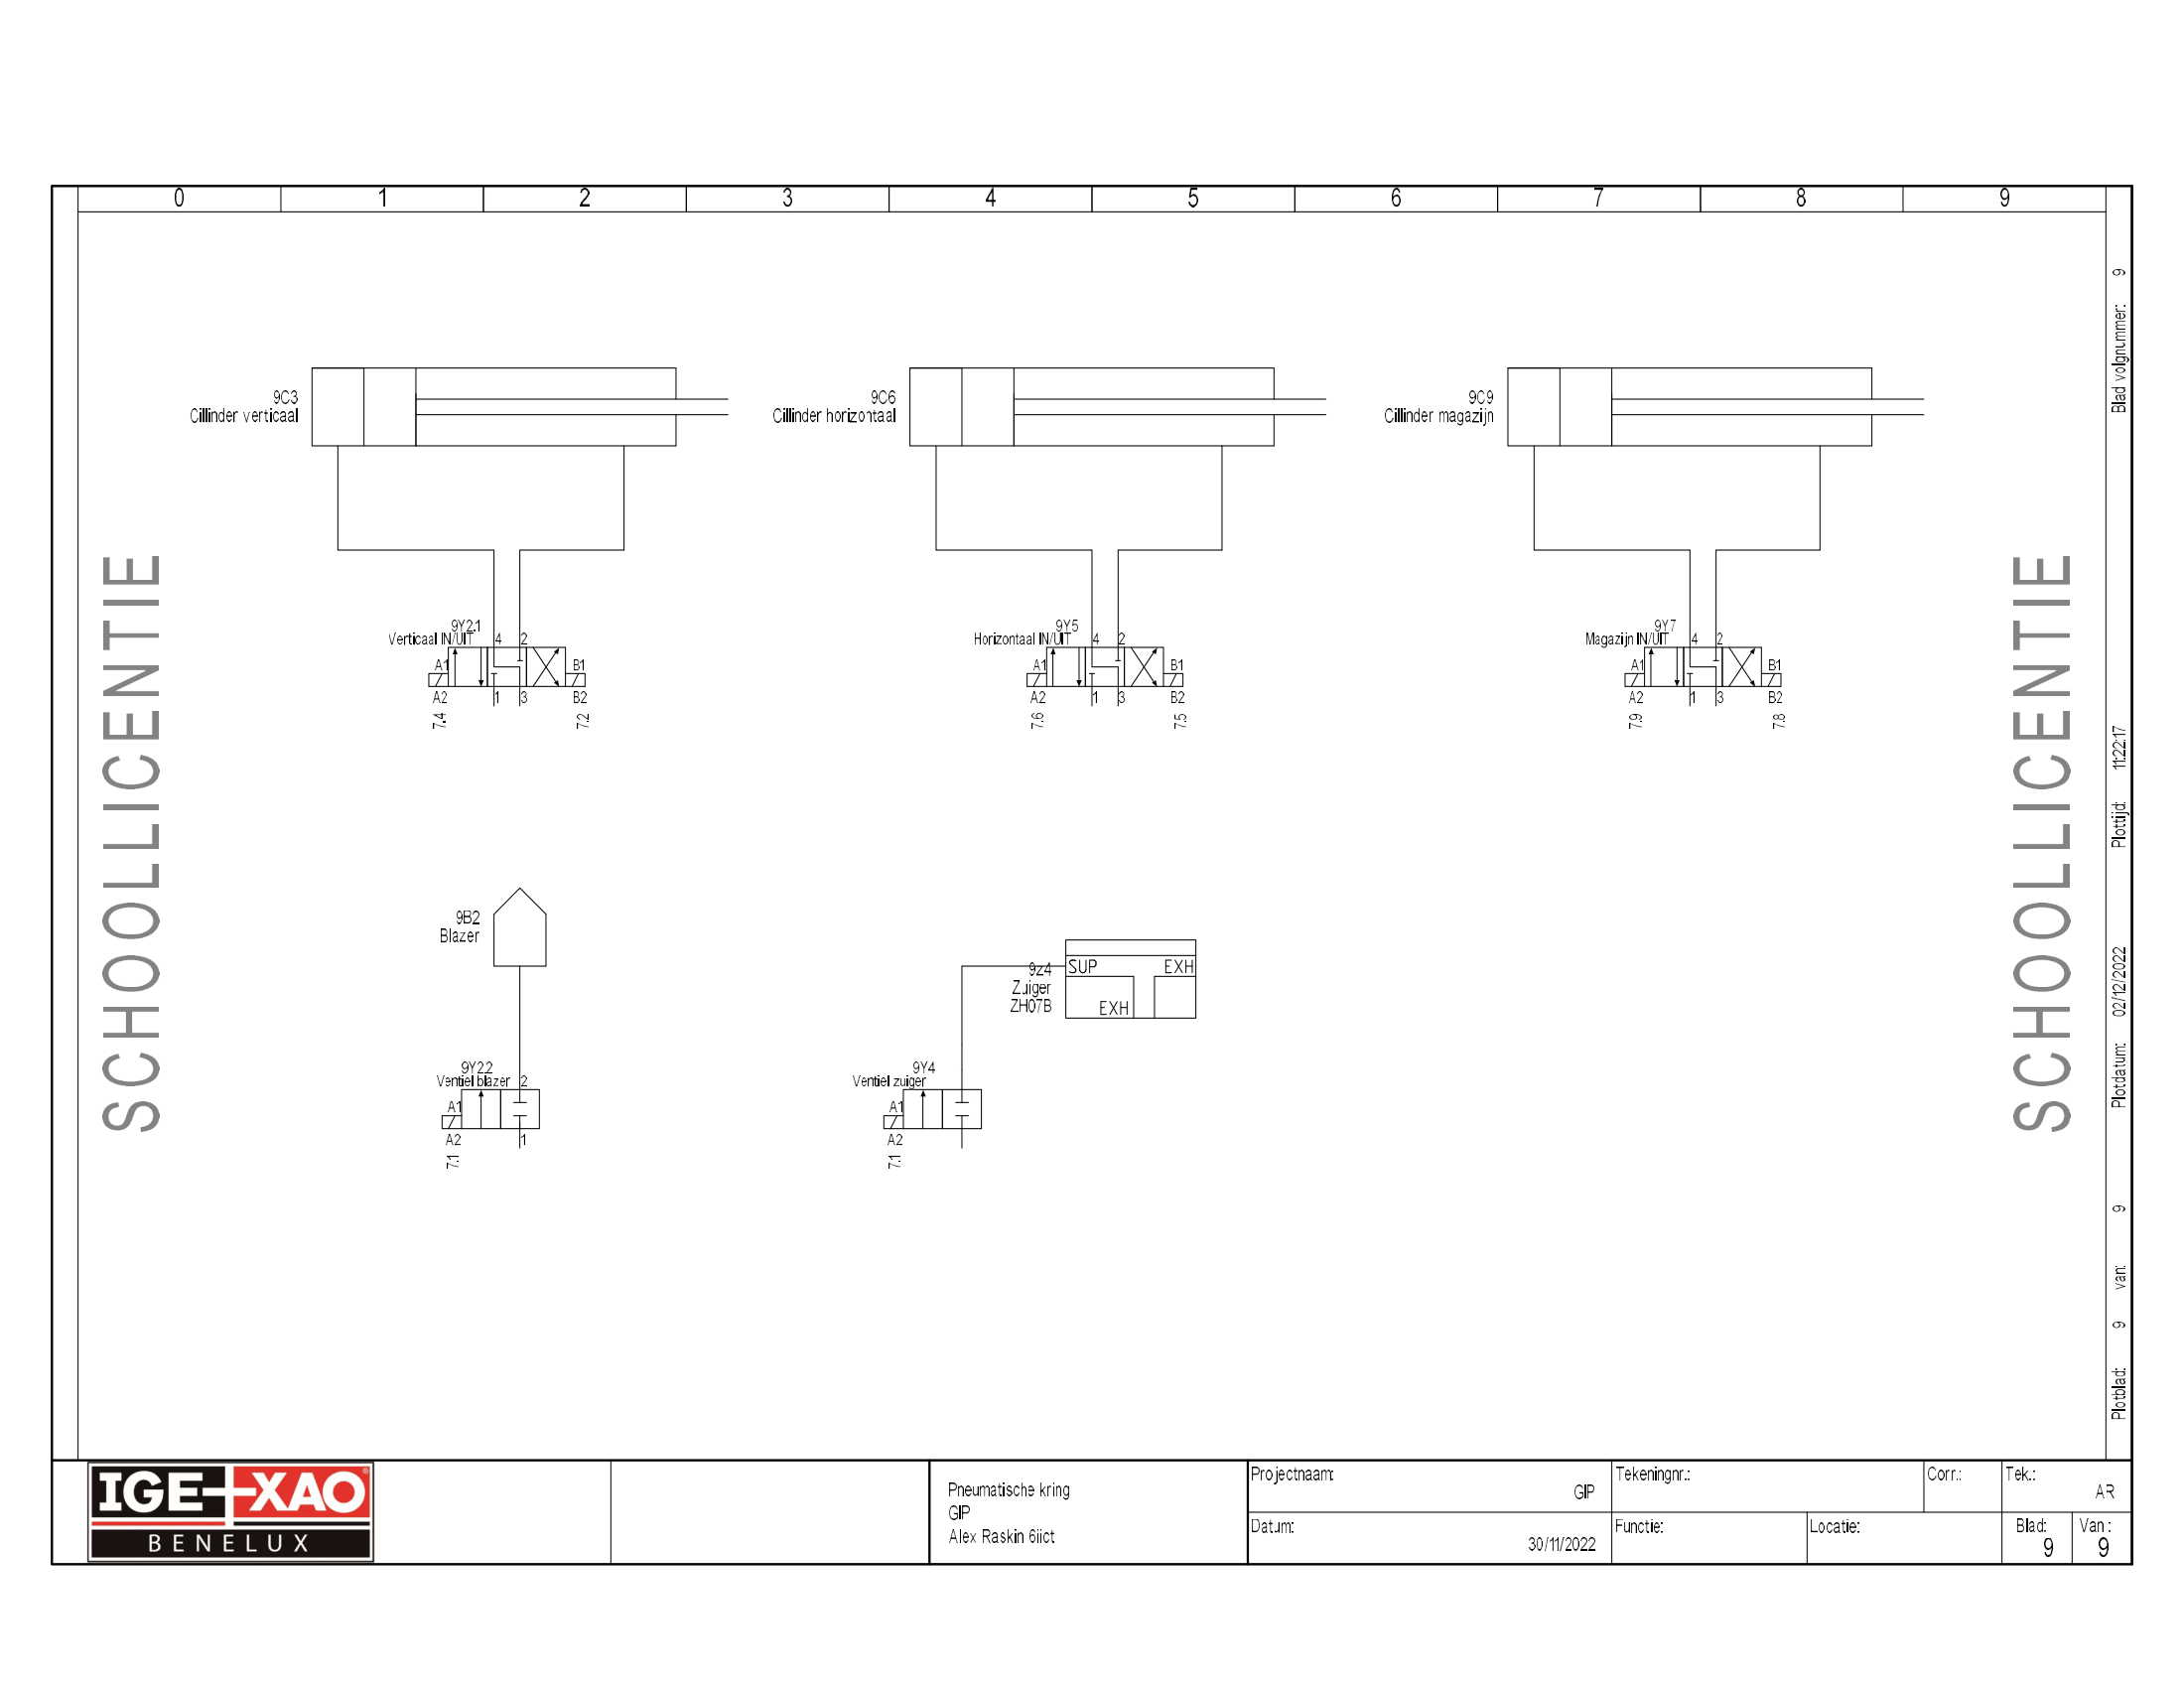 0 1 2 3 4 5 6 7 8 9
9C3
Cillinder verticaal
9C6
Cillinder horizontaal
9C9
Cillinder magazijn
9Y2.1
Verticaal IN/UIT 4 2
A1 B1
A2 1 3 B2
7.4 7.2
9Y5
Horizontaal IN/UIT 4 2
A1 B1
A2 1 3 B2
7.6 7.5
9Y7
Magazijn IN/UIT 4 2
A1 B1
A2 1 3 B2
7.9 7.8
9B2
Blazer
9Y2.2
Ventiel blazer 2
A1
A2 1
7.1
9z4
Zuiger
ZH07B
SUP EXH
EXH
9Y4
Ventiel zuiger
A1
A2
7.1
SCHOOLLICENTIE
SCHOOLLICENTIE
Plotblad: 9 van: 9 Plotdatum: 02/12/2022 Plottijd: 11:22:17 Blad volgnummer: 9
IGE+XAO®
BENELUX
Pneumatische kring
GIP
Alex Raskin 6iict
Projectnaam:
GIP
Datum:
30/11/2022
Tekeningnr.:
Corr.:
Tek.:
AR
Functie:
Locatie:
Blad:
9
Van :
9